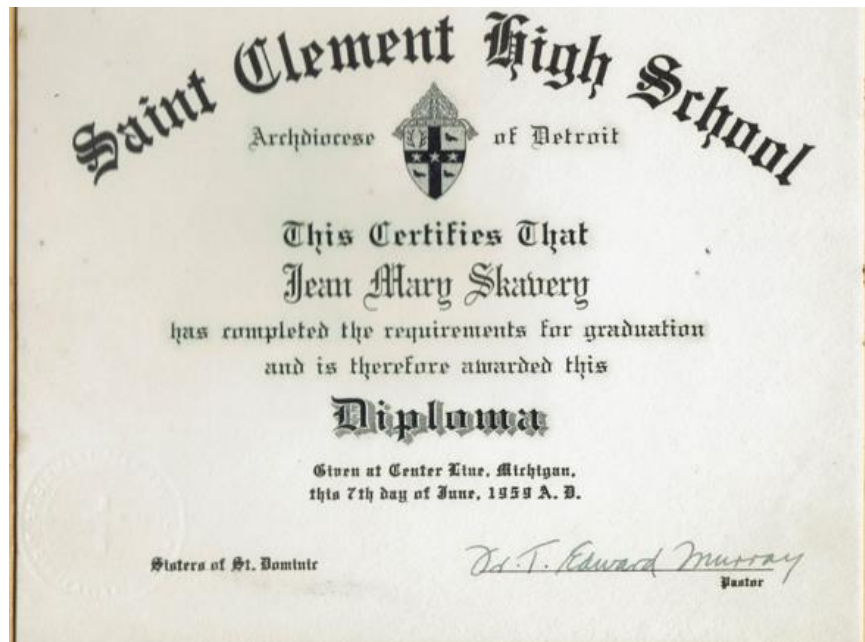 Saint Clement High School
Archdiocese of Detroit
This Certifies That
Jean Mary Skavery
has completed the requirements for graduation
and is therefore awarded this
Diploma
Given at Center Line, Michigan,
this 7th day of June, 1959 A. D.
Sisters of St. Dominic
Dr. T. Edward Murray
Pastor